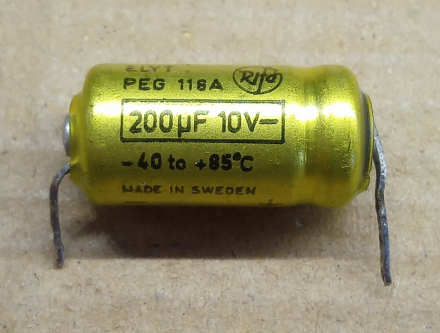 ELYT
Rifa
PEG 118A
200µF 10V–
-40 to +85°C
MADE IN SWEDEN